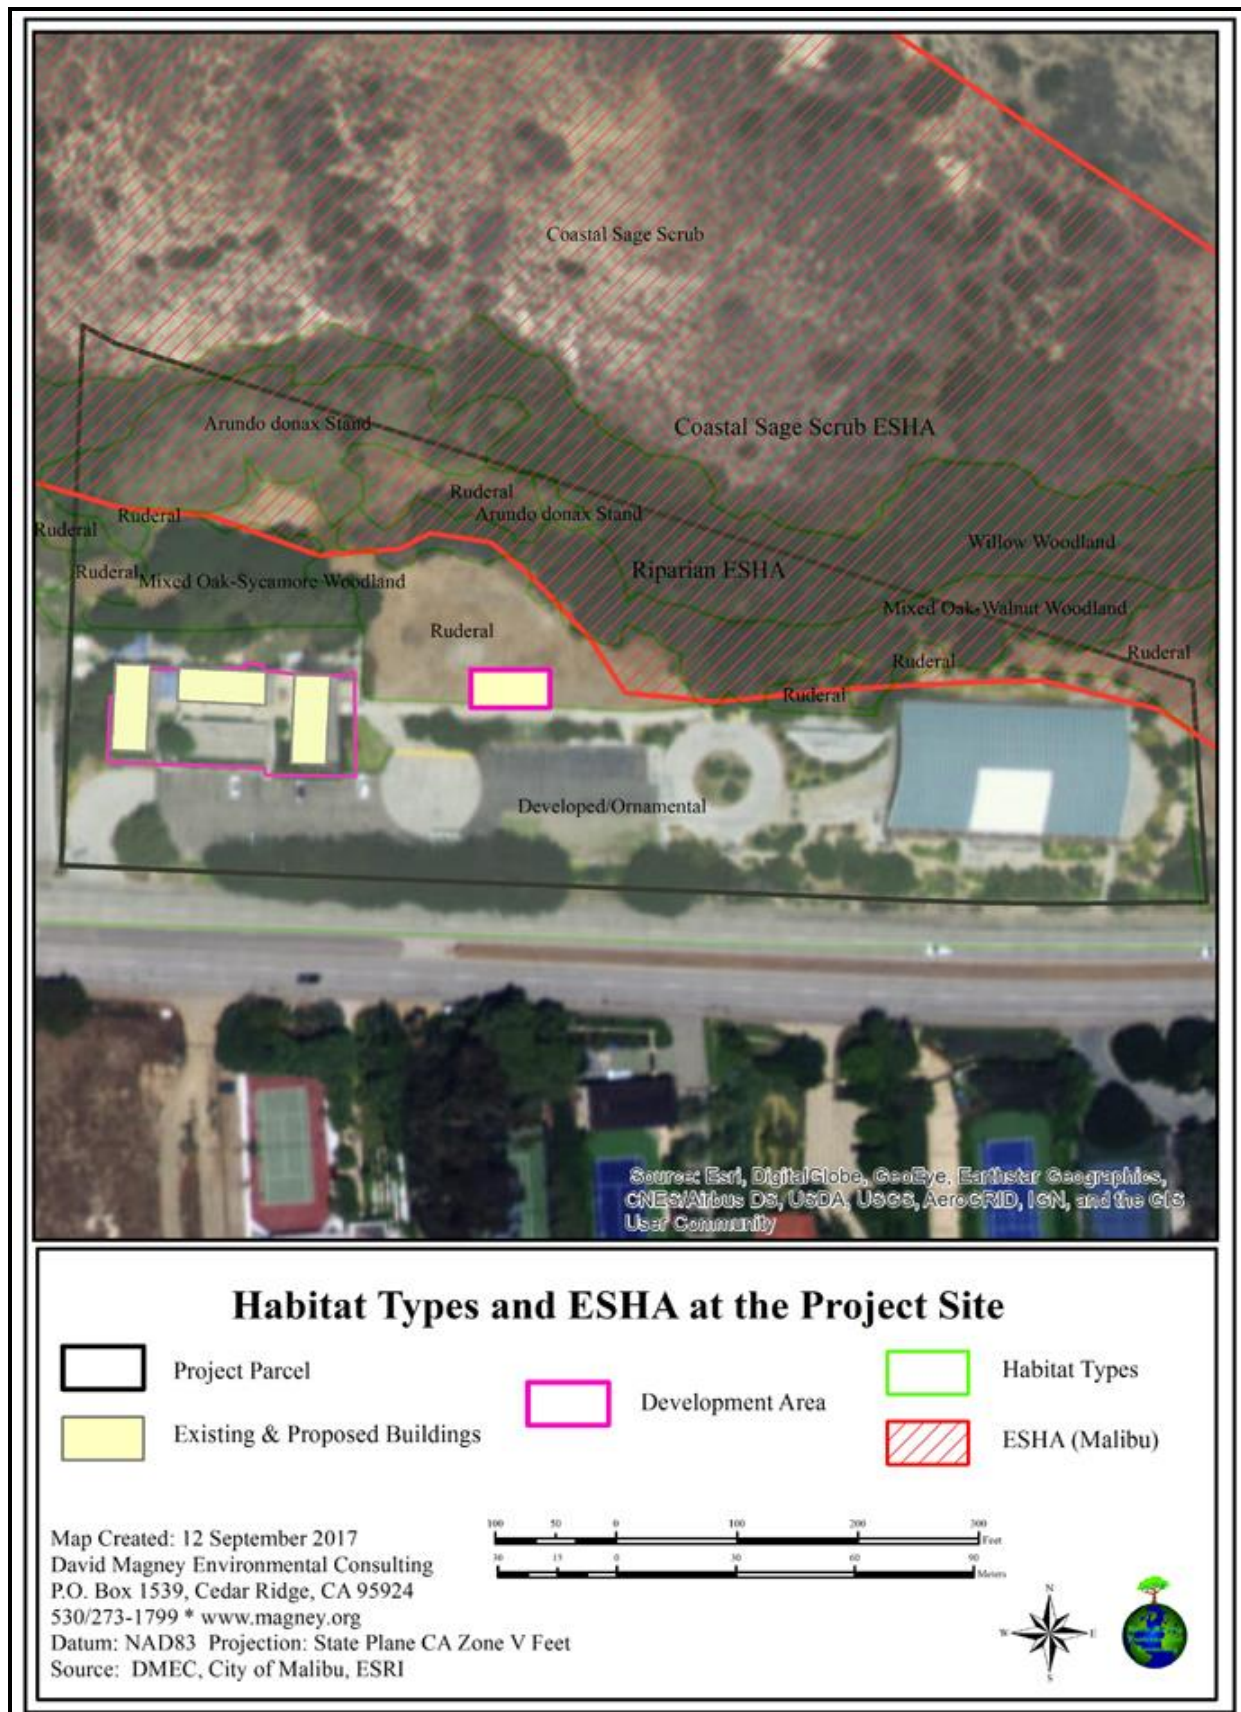 Coastal Sage Scrub
Arundo donax Stand
Coastal Sage Scrub ESHA
Ruderal
Arundo donax Stand
Ruderal
Ruderal
Willow Woodland
Ruderal
Mixed Oak-Sycamore Woodland
Riparian ESHA
Mixed Oak-Walnut Woodland
Ruderal
Ruderal
Ruderal
Ruderal
Developed/Ornamental
Source: Esri, DigitalGlobe, GeoEye, Earthstar Geographics,
CNES/Airbus DS, USDA, USGS, AeroGRID, IGN, and the GIS
User Community
Habitat Types and ESHA at the Project Site
Project Parcel
Existing & Proposed Buildings
Development Area
Habitat Types
ESHA (Malibu)
Map Created: 12 September 2017
David Magney Environmental Consulting
P.O. Box 1539, Cedar Ridge, CA 95924
530/273-1799 * www.magney.org
Datum: NAD83 Projection: State Plane CA Zone V Feet
Source: DMEC, City of Malibu, ESRI
100 50 0 100 200 300
Feet
30 15 0 30 60 90
Meters
N
W E
S